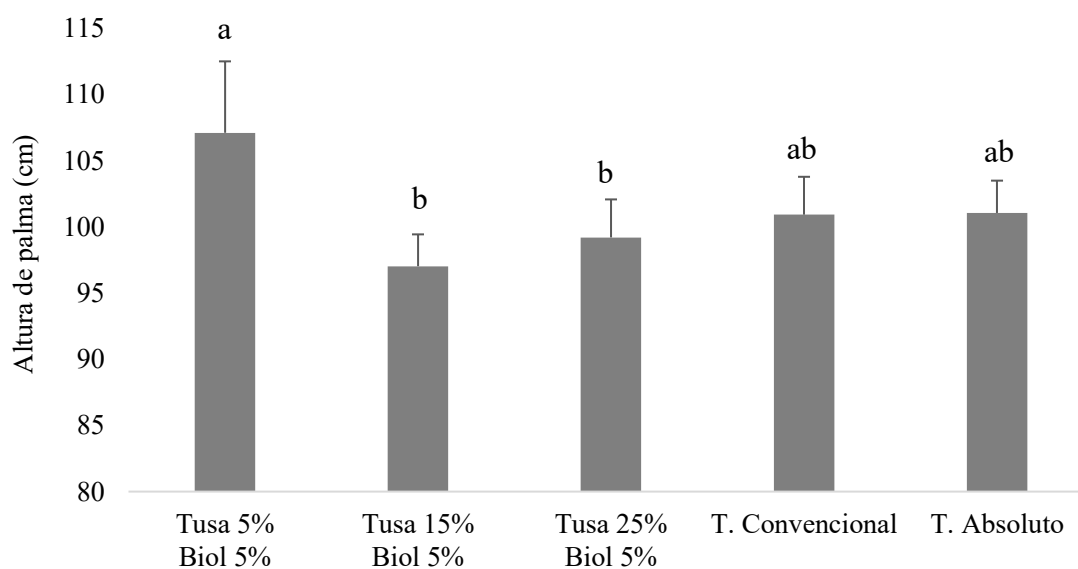 115
110
105
100
95
90
85
80
Altura de palma (cm)
a
b
b
ab
ab
Tusa 5%
Biol 5%
Tusa 15%
Biol 5%
Tusa 25%
Biol 5%
T. Convencional
T. Absoluto